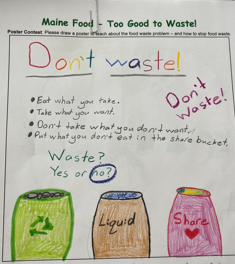 Maine Food - Too Good to Waste!
Poster Contest: Please draw a poster to teach about the food waste problem – and how to stop food waste.
Don't waste!
Don't
waste!
• Eat what you take.
• Take what you want.
• Don't take what you don't want.
• Put what you don't eat in the share bucket.
Waste?
Yes or no?
Liquid
Share